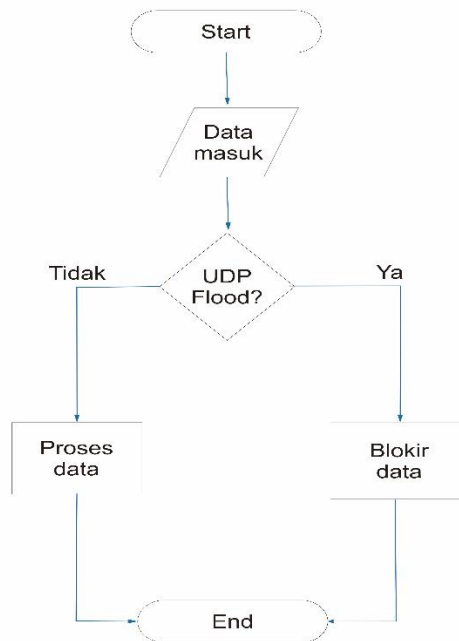 Start
Data
masuk
Tidak
UDP
Flood?
Ya
Proses
data
Blokir
data
End